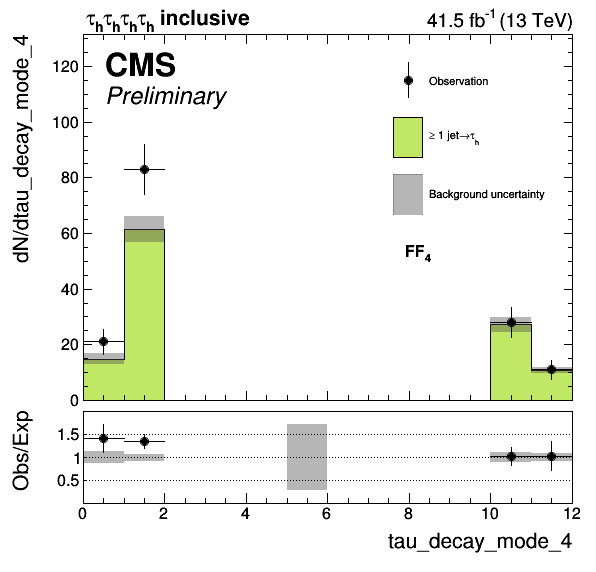 τhτhτhτh inclusive 41.5 fb-1 (13 TeV)
CMS
Preliminary
Observation
≥ 1 jet→τh
Background uncertainty
FF4
dN/dtau_decay_mode_4
120
100
80
60
40
20
0
Obs/Exp
1.5
1
0.5
0 2 4 6 8 10 12
tau_decay_mode_4